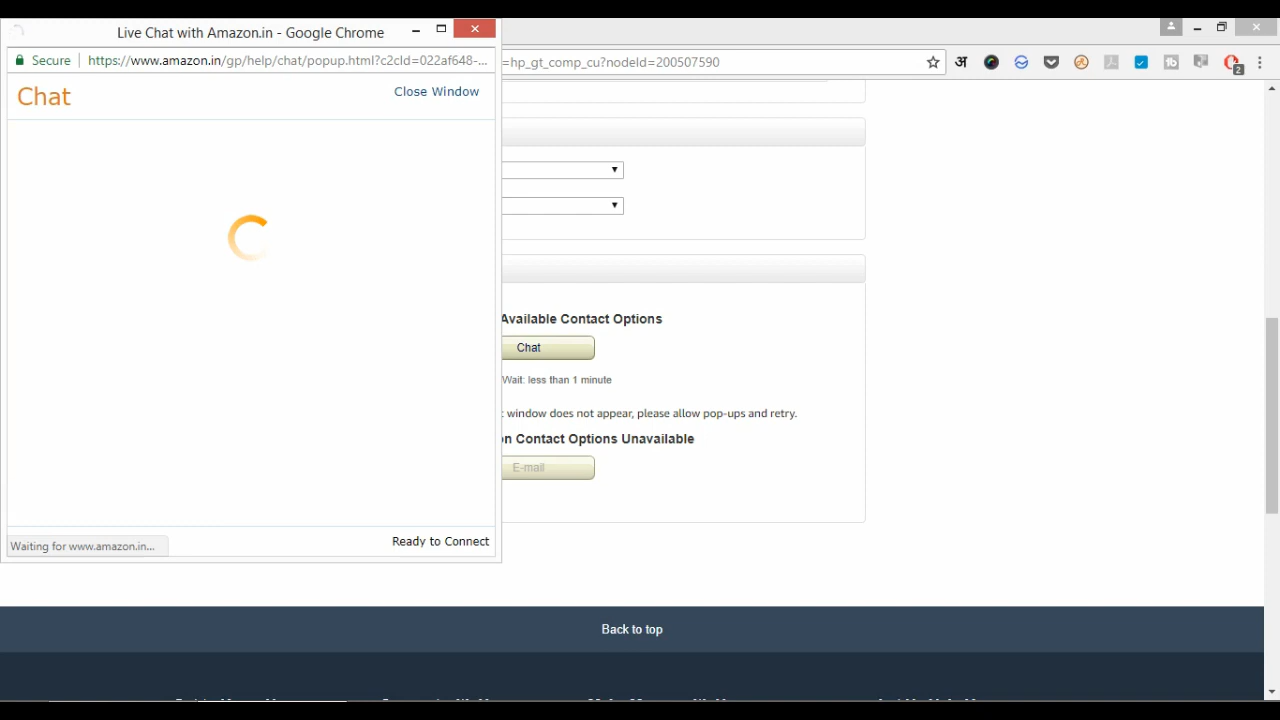 Live Chat with Amazon.in - Google Chrome
Secure https://www.amazon.in/gp/help/chat/popup.html?c2cId=022af648-...
=hp_gt_comp_cu?nodeId=200507590
अ
2
Chat
Close Window
Available Contact Options
Chat
Wait: less than 1 minute
window does not appear, please allow pop-ups and retry.
n Contact Options Unavailable
E-mail
Ready to Connect
Waiting for www.amazon.in...
Back to top